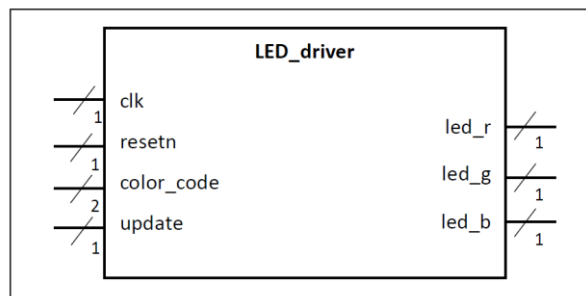 LED_driver
clk
1
resetn
1
color_code
2
update
1
led_r
1
led_g
1
led_b
1